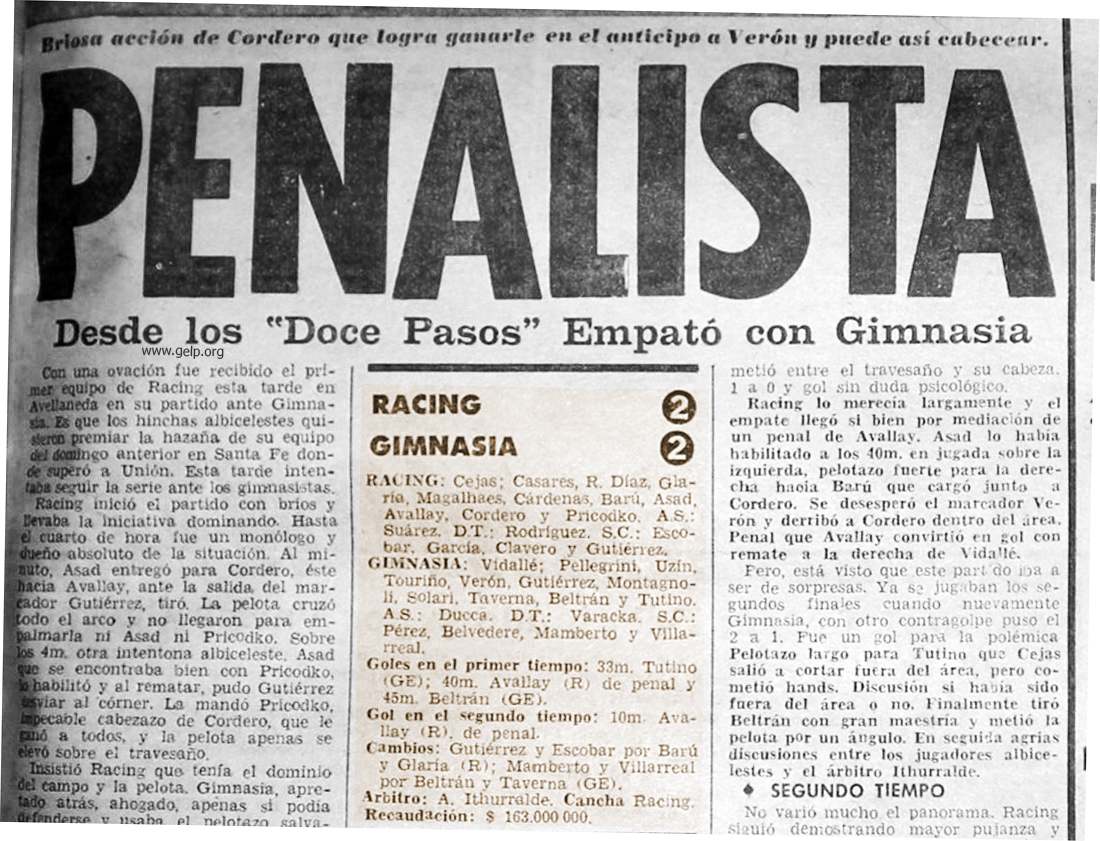 Briosa acción de Cordero que logra ganarle en el anticipo a Verón y puede así cabecear.
PENALISTA
Desde los "Doce Pasos" Empató con Gimnasia
www.gelp.org
Con una ovación fue recibido el pri-
mer equipo de Racing esta tarde en
Avellaneda en su partido ante Gimna-
sia. Es que los hinchas albicelestes qui-
sieron premiar la hazaña de su equipo
del domingo anterior en Santa Fe don-
de superó a Unión. Esta tarde inten-
taba seguir la serie ante los gimnasistas.
Racing inició el partido con bríos y
llevaba la iniciativa dominando. Hasta
el cuarto de hora fue un monólogo y
dueño absoluto de la situación. Al mi-
nuto, Asad entregó para Cordero, éste
hacia Avallay, ante la salida del mar-
cador Gutiérrez, tiró. La pelota cruzó
todo el arco y no llegaron para em-
palmarla ni Asad ni Pricodko. Sobre
los 4m. otra intentona albiceleste. Asad
que se encontraba bien con Pricodko,
lo habilitó y al rematar, pudo Gutiérrez
desviar al córner. La mandó Pricodko,
impecable cabezazo de Cordero, que le
ganó a todos, y la pelota apenas se
elevó sobre el travesaño.
Insistió Racing que tenía el dominio
del campo y la pelota. Gimnasia, apre-
tado atrás, ahogado, apenas si podía
defenderse y usaba el pelotazo salva-
RACING 2
GIMNASIA 2
RACING: Cejas; Casares, R. Díaz, Gla-
ría, Magalhaes, Cárdenas, Barú, Asad,
Avallay, Cordero y Pricodko. A.S.:
Suárez. D.T.: Rodríguez. S.C.: Esco-
bar, García, Clavero y Gutiérrez.
GIMNASIA: Vidallé; Pellegrini, Uzin,
Touriño, Verón, Gutiérrez, Montagno-
li, Solari, Taverna, Beltrán y Tutino.
A.S.: Ducca. D.T.: Varacka. S.C.:
Pérez, Belvedere, Mamberto y Villa-
rreal.
Goles en el primer tiempo: 33m. Tutino
(GE); 40m. Avallay (R) de penal y
45m. Beltrán (GE).
Gol en el segundo tiempo: 10m. Ava-
llay (R). de penal.
Cambios: Gutiérrez y Escobar por Barú
y Glaría (R); Mamberto y Villarreal
por Beltrán y Taverna (GE).
Arbitro: A. Ithurralde. Cancha Racing.
Recaudación: $ 163.000 000.
metió entre el travesaño y su cabeza.
1 a 0 y gol sin duda psicológico.
Racing lo merecía largamente y el
empate llegó si bien por mediación de
un penal de Avallay. Asad lo había
habilitado a los 40m. en jugada sobre la
izquierda, pelotazo fuerte para la dere-
cha hacia Barú que cargó junto a
Cordero. Se desesperó el marcador Ve-
rón y derribó a Cordero dentro del área.
Penal que Avallay convirtió en gol con
remate a la derecha de Vidallé.
Pero, está visto que este partido iba a
ser de sorpresas. Ya se jugaban los se-
gundos finales cuando nuevamente
Gimnasia, con otro contragolpe puso el
2 a 1. Fue un gol para la polémica
Pelotazo largo para Tutino que Cejas
salió a cortar fuera del área, pero co-
metió hands. Discusión si había sido
fuera del área o no. Finalmente tiró
Beltrán con gran maestría y metió la
pelota por un ángulo. En seguida agrias
discusiones entre los jugadores albice-
lestes y el árbitro Ithurralde.
♦ SEGUNDO TIEMPO
No varió mucho el panorama. Racing
siguió demostrando mayor pujanza y